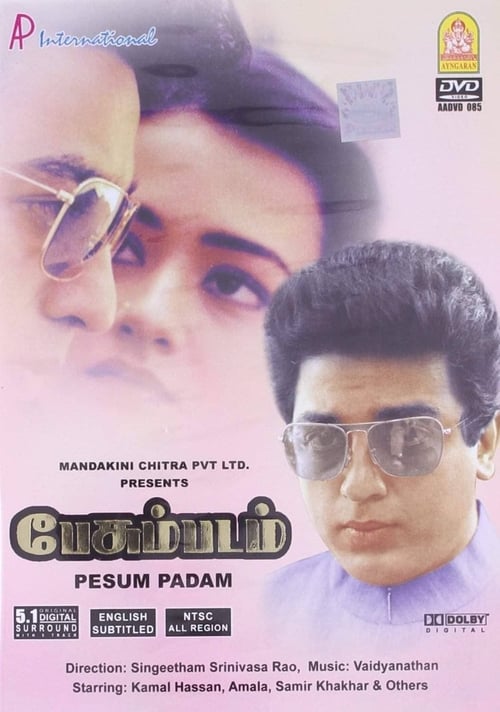 AP International
AYNGARAN
DVD
VIDEO
AADVD 085
MANDAKINI CHITRA PVT LTD.
PRESENTS
பேசும்படம்
PESUM PADAM
5.1 ORIGINAL DIGITAL SURROUND
ENGLISH SUBTITLED
NTSC ALL REGION
DOLBY
DIGITAL
Direction: Singeetham Srinivasa Rao, Music: Vaidyanathan
Starring: Kamal Hassan, Amala, Samir Khakhar & Others